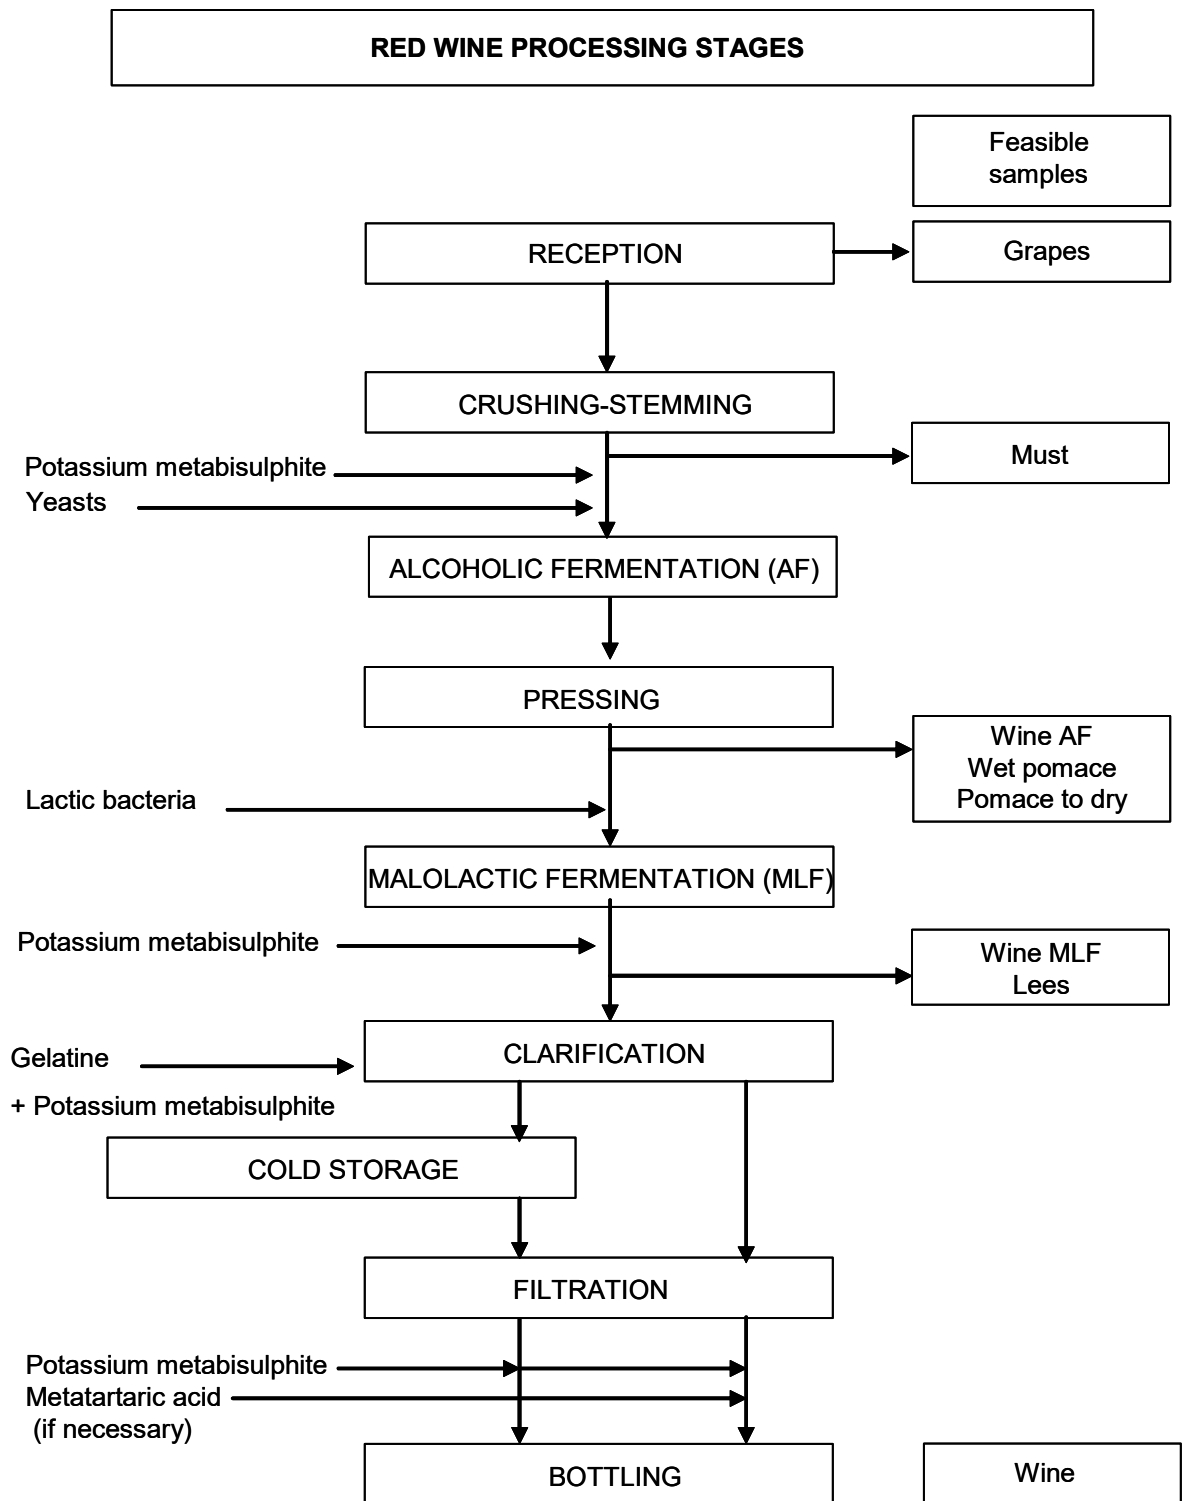 RED WINE PROCESSING STAGES
Feasible
samples
RECEPTION
Grapes
CRUSHING-STEMMING
Must
Potassium metabisulphite
Yeasts
ALCOHOLIC FERMENTATION (AF)
PRESSING
Wine AF
Wet pomace
Pomace to dry
Lactic bacteria
MALOLACTIC FERMENTATION (MLF)
Potassium metabisulphite
Wine MLF
Lees
CLARIFICATION
Gelatine
+ Potassium metabisulphite
COLD STORAGE
FILTRATION
Potassium metabisulphite
Metatartaric acid
(if necessary)
BOTTLING
Wine